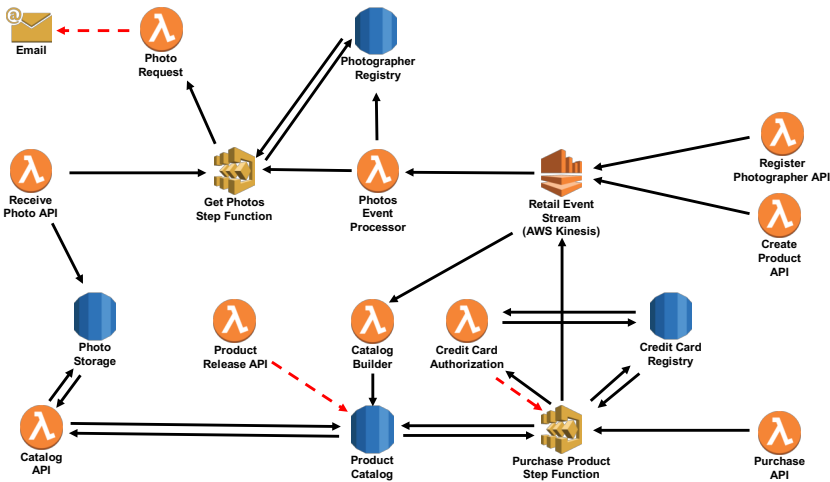 @
Email
Photo
Request
Photographer
Registry
Receive
Photo API
Get Photos
Step Function
Photos
Event
Processor
Retail Event
Stream
(AWS Kinesis)
Register
Photographer API
Create
Product
API
Photo
Storage
Product
Release API
Catalog
Builder
Credit Card
Authorization
Credit Card
Registry
Catalog
API
Product
Catalog
Purchase Product
Step Function
Purchase
API